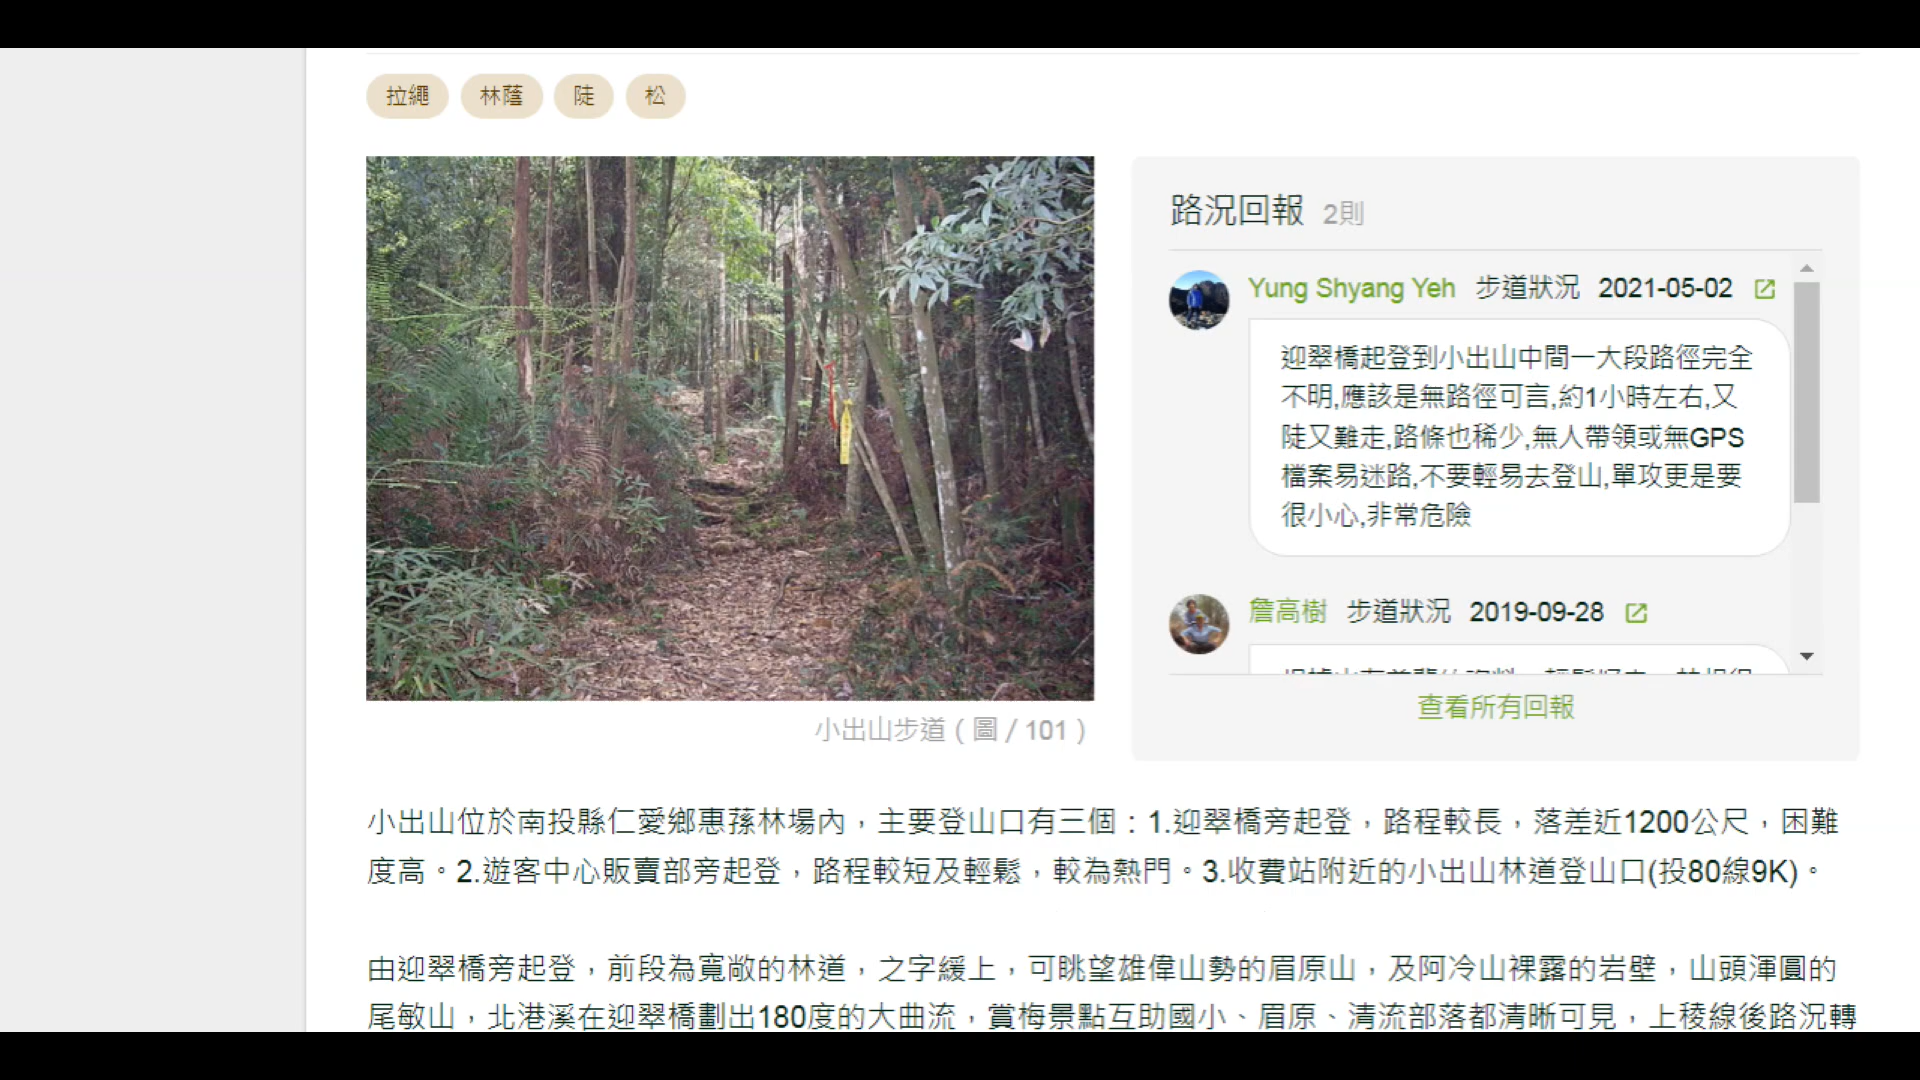 拉繩 林蔭 陡 松
路況回報 2則
Yung Shyang Yeh 步道狀況 2021-05-02
迎翠橋起登到小出山中間一大段路徑完全
不明,應該是無路徑可言,約1小時左右,又
陡又難走,路條也稀少,無人帶領或無GPS
檔案易迷路,不要輕易去登山,單攻更是要
很小心,非常危險
詹高樹 步道狀況 2019-09-28
查看所有回報
小出山步道 ( 圖 / 101 )
小出山位於南投縣仁愛鄉惠蓀林場內，主要登山口有三個：1.迎翠橋旁起登，路程較長，落差近1200公尺，困難
度高。2.遊客中心販賣部旁起登，路程較短及輕鬆，較為熱門。3.收費站附近的小出山林道登山口(投80線9K)。
由迎翠橋旁起登，前段為寬敞的林道，之字緩上，可眺望雄偉山勢的眉原山，及阿冷山裸露的岩壁，山頭渾圓的
尾敏山，北港溪在迎翠橋劃出180度的大曲流，賞梅景點互助國小、眉原、清流部落都清晰可見，上稜線後路況轉